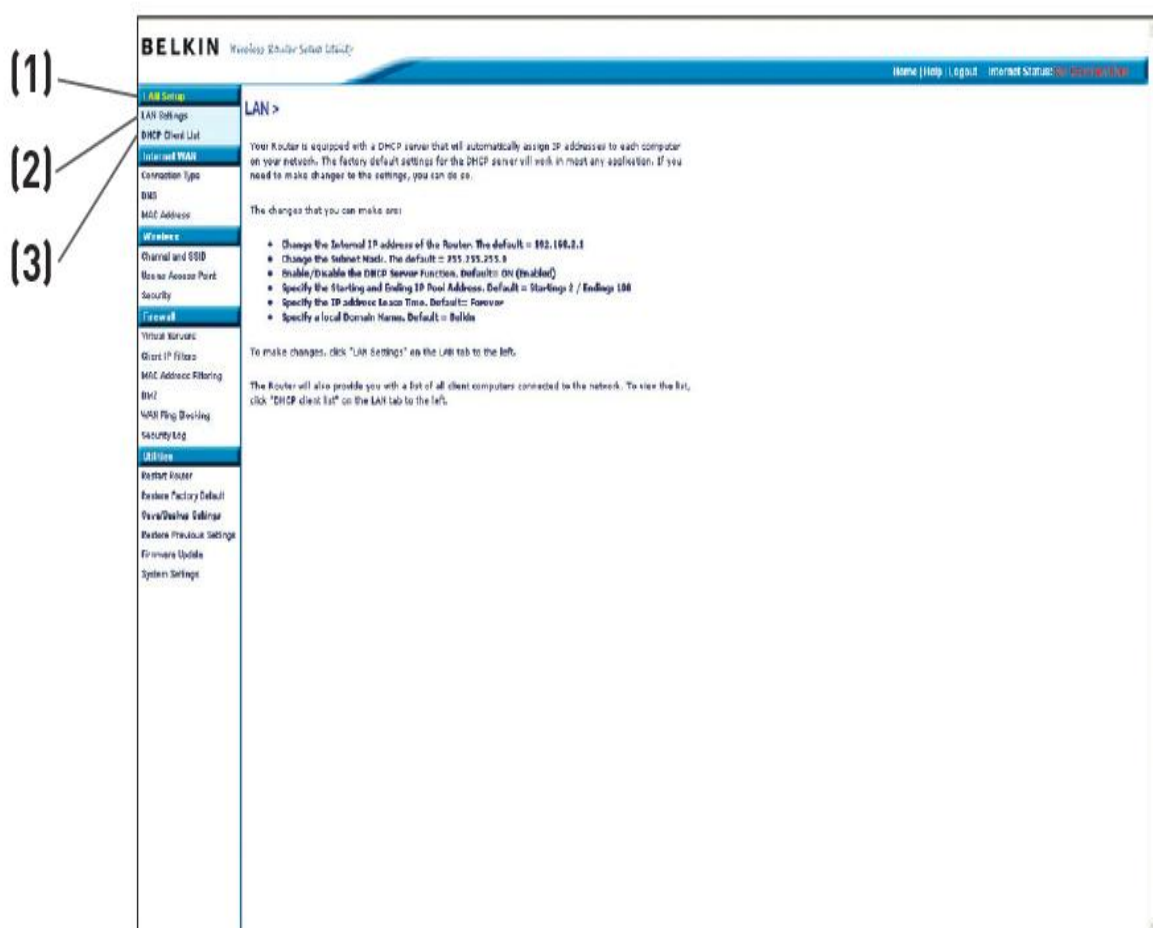 (1)
(2)
(3)
BELKIN Wireless Router Setup Utility
Home | Help | Logout Internet Status:
LAN Setup
LAN Settings
DHCP Client List
Internet WAN
Connection Type
DNS
MAC Address
Wireless
Channel and SSID
Use as Access Point
Security
Firewall
Virtual Servers
Client IP Filters
MAC Address Filtering
DMZ
WAN Ping Blocking
Security Log
Utilities
Restart Router
Restore Factory Default
Save/Backup Settings
Restore Previous Settings
Firmware Update
System Settings
LAN >
Your Router is equipped with a DHCP server that will automatically assign IP addresses to each computer
on your network. The factory default settings for the DHCP server will work in most any application. If you
need to make changes to the settings, you can do so.
The changes that you can make are:
• Change the Internal IP address of the Router. The default = 192.168.2.1
• Change the Subnet Mask. The default = 255.255.255.0
• Enable/Disable the DHCP Server Function. Default= ON (Enabled)
• Specify the Starting and Ending IP Pool Address. Default = Starting: 2 / Ending: 100
• Specify the IP address Lease Time. Default= Forever
• Specify a local Domain Name. Default = Belkin
To make changes, click "LAN Settings" on the LAN tab to the left.
The Router will also provide you with a list of all client computers connected to the network. To view the list,
click "DHCP client list" on the LAN tab to the left.